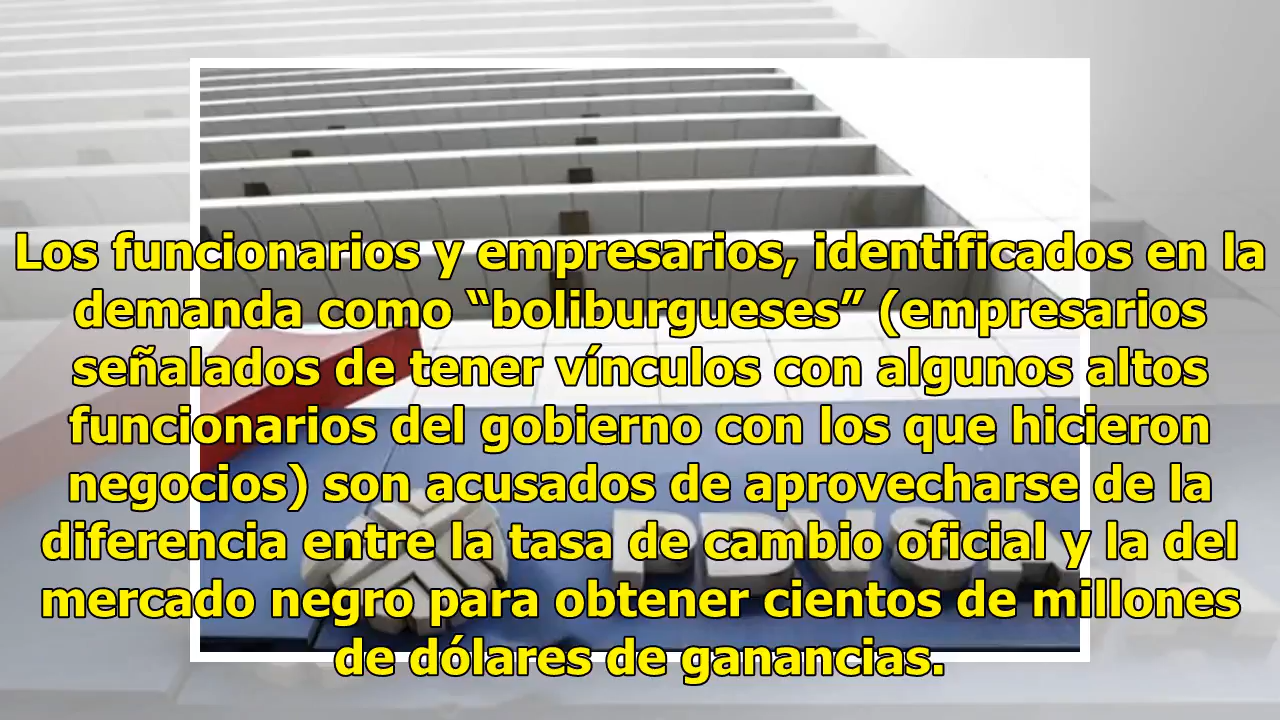 Los funcionarios y empresarios, identificados en la
demanda como “boliburgueses” (empresarios
señalados de tener vínculos con algunos altos
funcionarios del gobierno con los que hicieron
negocios) son acusados de aprovecharse de la
diferencia entre la tasa de cambio oficial y la del
mercado negro para obtener cientos de millones
de dólares de ganancias.
PDVSA